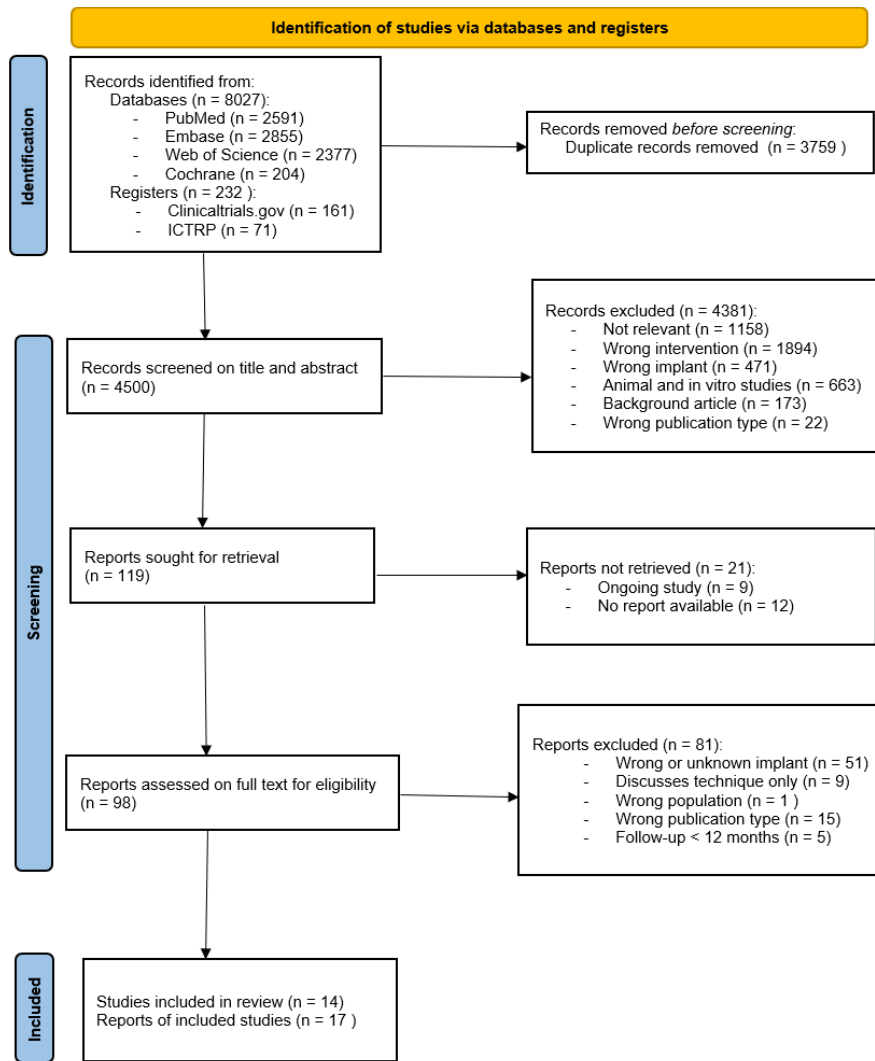 Identification of studies via databases and registers
Identification
Records identified from:
Databases (n = 8027):
- PubMed (n = 2591)
- Embase (n = 2855)
- Web of Science (n = 2377)
- Cochrane (n = 204)
Registers (n = 232 ):
- Clinicaltrials.gov (n = 161)
- ICTRP (n = 71)
Records removed before screening:
Duplicate records removed (n = 3759 )
Screening
Records screened on title and abstract
(n = 4500)
Records excluded (n = 4381):
- Not relevant (n = 1158)
- Wrong intervention (n = 1894)
- Wrong implant (n = 471)
- Animal and in vitro studies (n = 663)
- Background article (n = 173)
- Wrong publication type (n = 22)
Reports sought for retrieval
(n = 119)
Reports not retrieved (n = 21):
- Ongoing study (n = 9)
- No report available (n = 12)
Reports assessed on full text for eligibility
(n = 98)
Reports excluded (n = 81):
- Wrong or unknown implant (n = 51)
- Discusses technique only (n = 9)
- Wrong population (n = 1 )
- Wrong publication type (n = 15)
- Follow-up < 12 months (n = 5)
Included
Studies included in review (n = 14)
Reports of included studies (n = 17 )